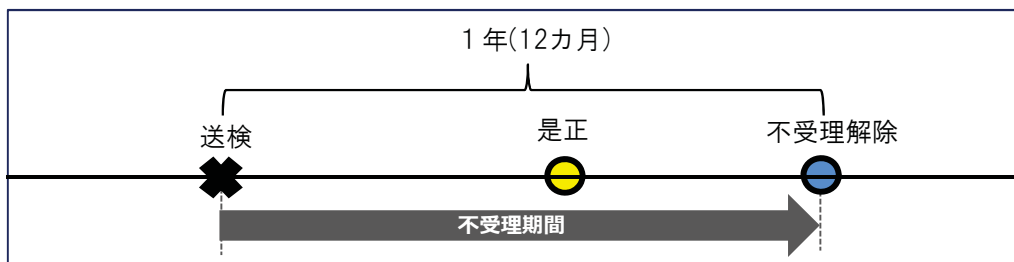 1年(12カ月)
送検
是正
不受理解除
不受理期間